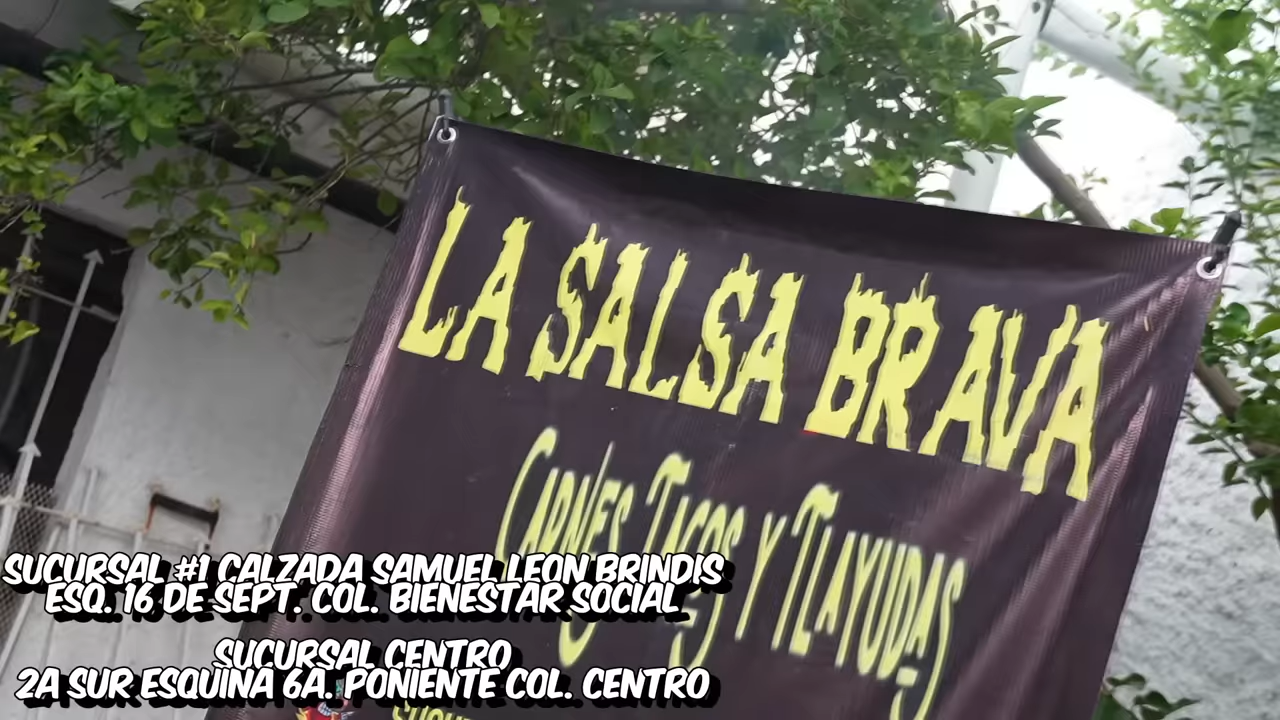 LA SALSA BRAVA
CARNES TACOS Y TLAYUDAS
SUCURSAL #1 CALZADA SAMUEL LEON BRINDIS
ESQ. 16 DE SEPT. COL. BIENESTAR SOCIAL
SUCURSAL CENTRO
2A SUR ESQUINA 6A. PONIENTE COL. CENTRO